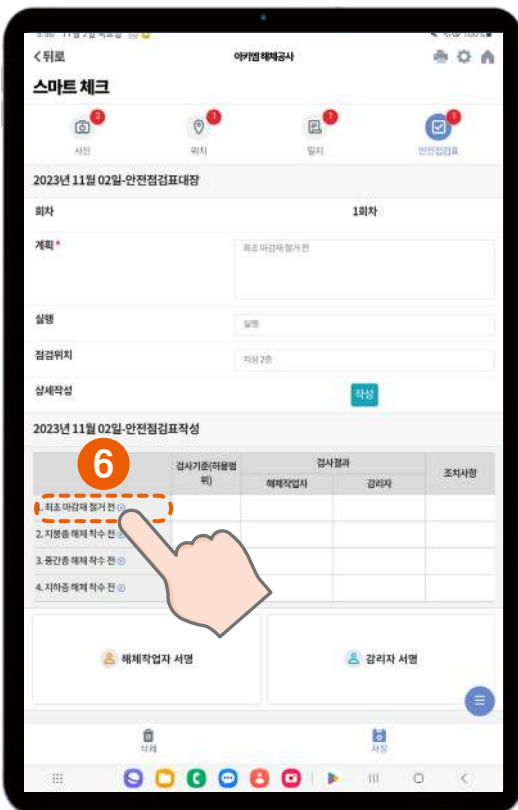 뒤로
아키엠해체공사
스마트 체크
2
1
1
1
사진
위치
일지
안전점검표
2023년 11월 02일-안전점검표대장
회차
1회차
계획 *
최초 마감재 철거 전
실행
실행
점검위치
지상 2층
상세작성
작성
2023년 11월 02일-안전점검표작성
6
검사기준(허용범
위)
검사결과
해체작업자
감리자
조치사항
1. 최초 마감재 철거 전
2. 지붕층 해체 착수 전
3. 중간층 해체 착수 전
4. 지하층 해체 착수 전
해체작업자 서명
감리자 서명
삭제
저장